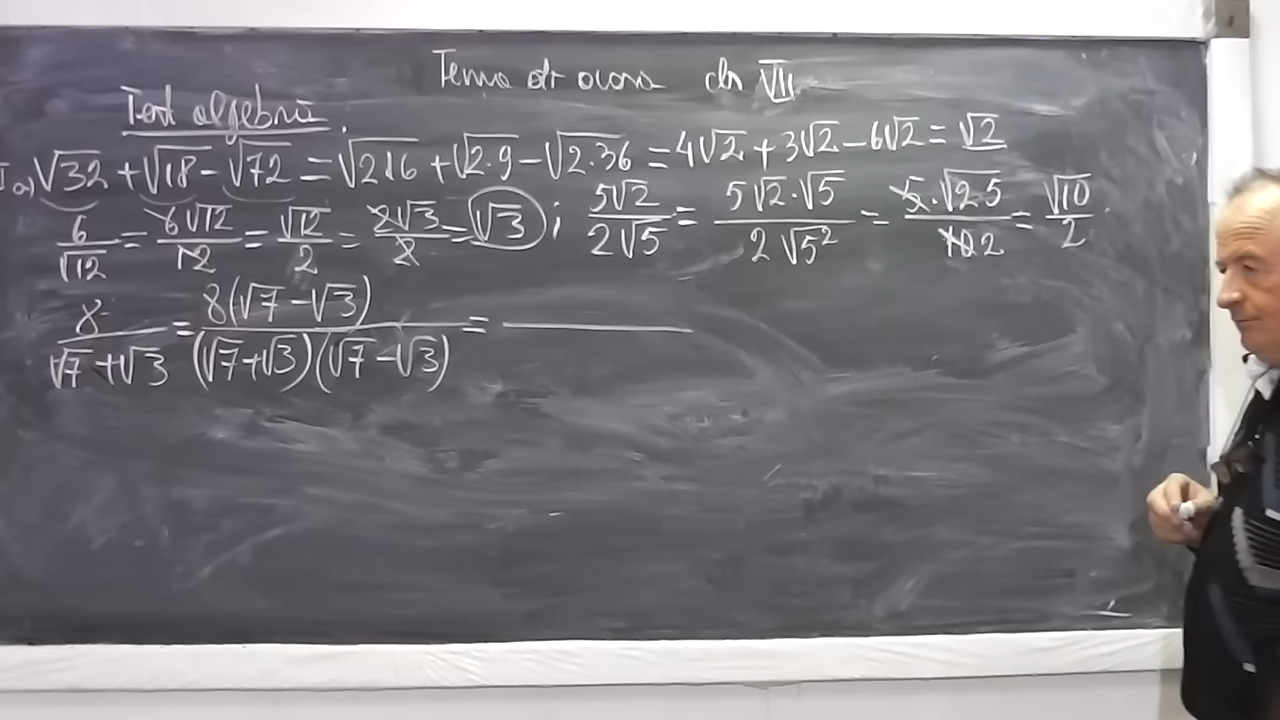 Tema de acasă cls VII
Test algebră
I a) √32 + √18 - √72 = √2·16 + √2·9 - √2·36 = 4√2 + 3√2 - 6√2 = √2
6/√12 = 6√12/12 = √12/2 = 2√3/2 = √3 ; 5√2/2√5 = 5√2·√5/2√5² = 5·√2·5/10 2 = √10/2
8/√7+√3 = 8(√7-√3)/(√7+√3)(√7-√3) =